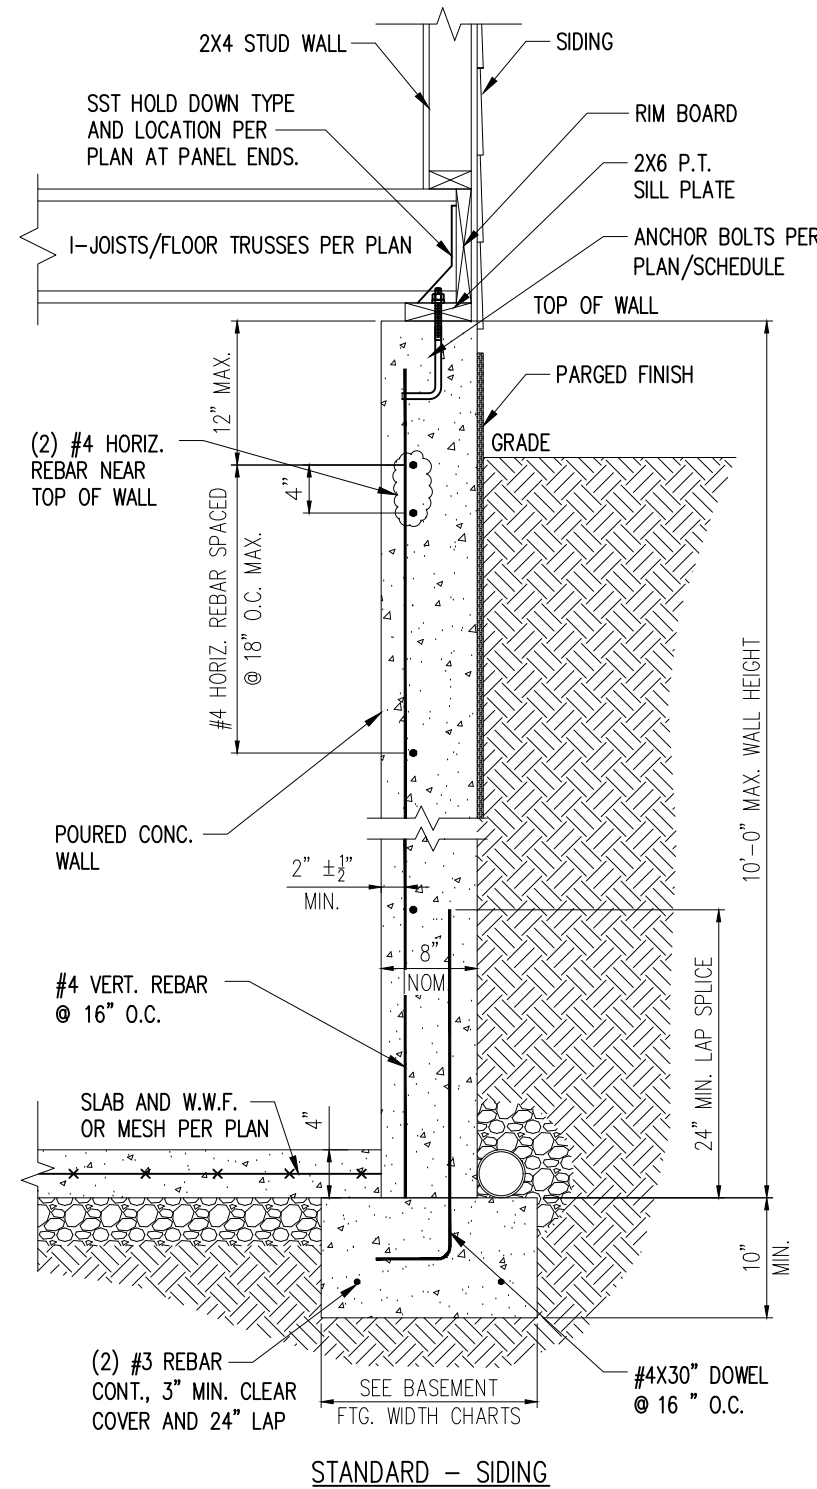 2X4 STUD WALL
SIDING
SST HOLD DOWN TYPE
AND LOCATION PER
PLAN AT PANEL ENDS.
RIM BOARD
2X6 P.T.
SILL PLATE
I-JOISTS/FLOOR TRUSSES PER PLAN
ANCHOR BOLTS PER
PLAN/SCHEDULE
TOP OF WALL
12" MAX.
PARGED FINISH
(2) #4 HORIZ.
REBAR NEAR
TOP OF WALL
GRADE
4"
#4 HORIZ. REBAR SPACED
@ 18" O.C. MAX.
10'-0" MAX. WALL HEIGHT
POURED CONC.
WALL
2" ±½"
MIN.
8"
NOM
#4 VERT. REBAR
@ 16" O.C.
24" MIN. LAP SPLICE
SLAB AND W.W.F.
OR MESH PER PLAN
4"
10"
MIN.
(2) #3 REBAR
CONT., 3" MIN. CLEAR
COVER AND 24" LAP
SEE BASEMENT
FTG. WIDTH CHARTS
#4X30" DOWEL
@ 16 " O.C.
STANDARD - SIDING